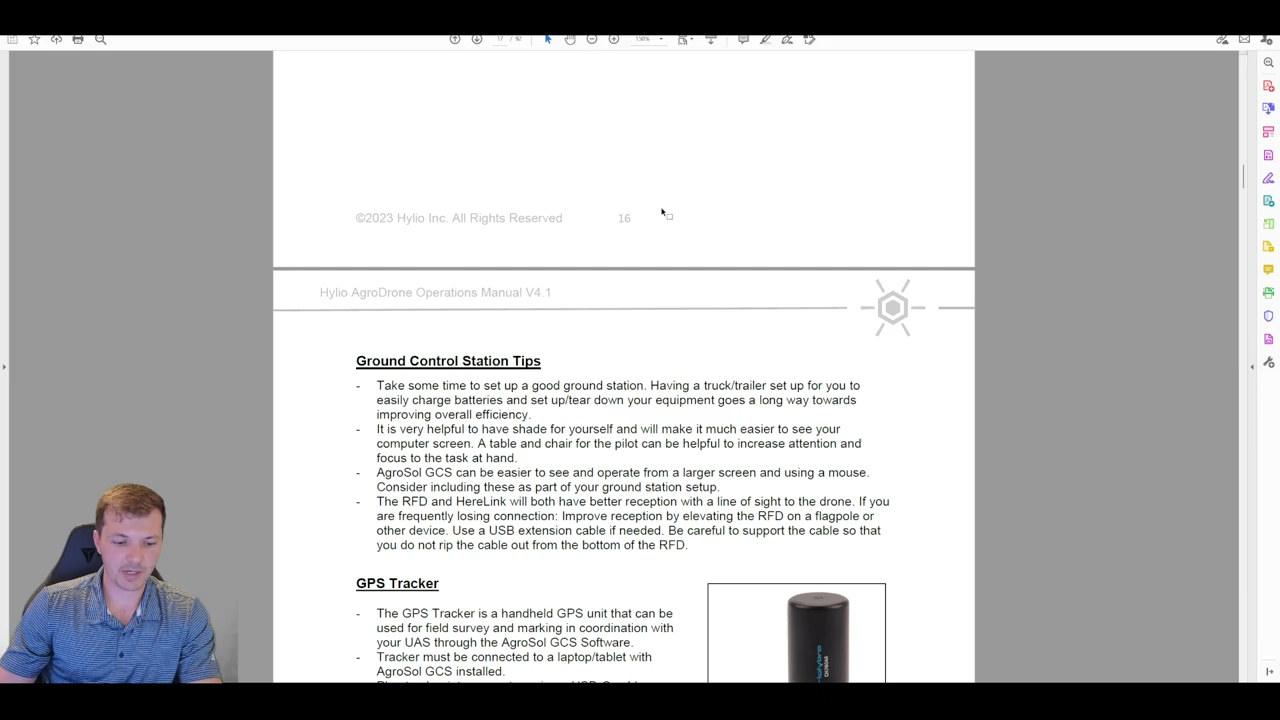 17 / 92
150%
©2023 Hylio Inc. All Rights Reserved 16
Hylio AgroDrone Operations Manual V4.1
Ground Control Station Tips
- Take some time to set up a good ground station. Having a truck/trailer set up for you to
easily charge batteries and set up/tear down your equipment goes a long way towards
improving overall efficiency.
- It is very helpful to have shade for yourself and will make it much easier to see your
computer screen. A table and chair for the pilot can be helpful to increase attention and
focus to the task at hand.
- AgroSol GCS can be easier to see and operate from a larger screen and using a mouse.
Consider including these as part of your ground station setup.
- The RFD and HereLink will both have better reception with a line of sight to the drone. If you
are frequently losing connection: Improve reception by elevating the RFD on a flagpole or
other device. Use a USB extension cable if needed. Be careful to support the cable so that
you do not rip the cable out from the bottom of the RFD.
GPS Tracker
- The GPS Tracker is a handheld GPS unit that can be
used for field survey and marking in coordination with
your UAS through the AgroSol GCS Software.
- Tracker must be connected to a laptop/tablet with
AgroSol GCS installed.